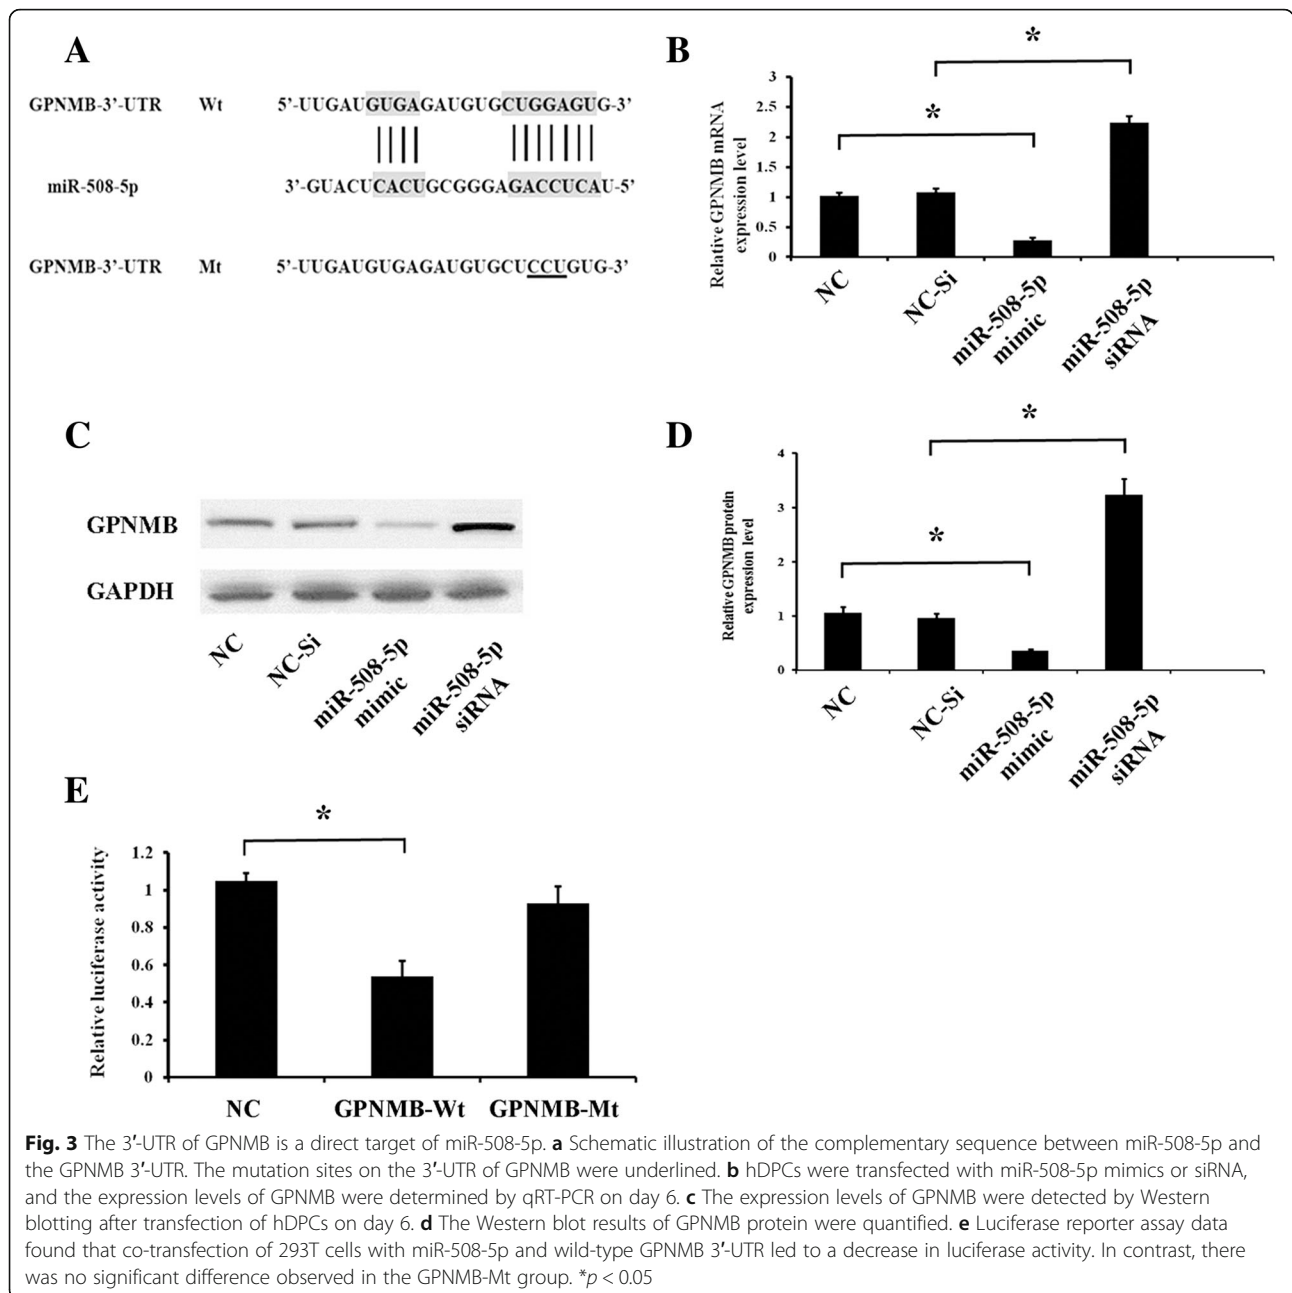 A
GPNMB-3'-UTR Wt 5'-UUGAUGUGAGAUGUGCUGGAGUG-3'
miR-508-5p 3'-GUACUCACUGCGGGAGACCUCAU-5'
GPNMB-3'-UTR Mt 5'-UUGAUGUGAGAUGUGCUCCUGUG-3'
B
*
*
Relative GPNMB mRNA
expression level
3
2.5
2
1.5
1
0.5
0
NC
NC-Si
miR-508-5p
mimic
miR-508-5p
siRNA
C
GPNMB
GAPDH
NC
NC-Si
miR-508-5p
mimic
miR-508-5p
siRNA
D
*
*
Relative GPNMB protein
expression level
4
3
2
1
0
NC
NC-Si
miR-508-5p
mimic
miR-508-5p
siRNA
E
*
Relative luciferase activity
1.2
1
0.8
0.6
0.4
0.2
0
NC
GPNMB-Wt
GPNMB-Mt
Fig. 3 The 3′-UTR of GPNMB is a direct target of miR-508-5p. a Schematic illustration of the complementary sequence between miR-508-5p and
the GPNMB 3′-UTR. The mutation sites on the 3′-UTR of GPNMB were underlined. b hDPCs were transfected with miR-508-5p mimics or siRNA,
and the expression levels of GPNMB were determined by qRT-PCR on day 6. c The expression levels of GPNMB were detected by Western
blotting after transfection of hDPCs on day 6. d The Western blot results of GPNMB protein were quantified. e Luciferase reporter assay data
found that co-transfection of 293T cells with miR-508-5p and wild-type GPNMB 3′-UTR led to a decrease in luciferase activity. In contrast, there
was no significant difference observed in the GPNMB-Mt group. *p < 0.05